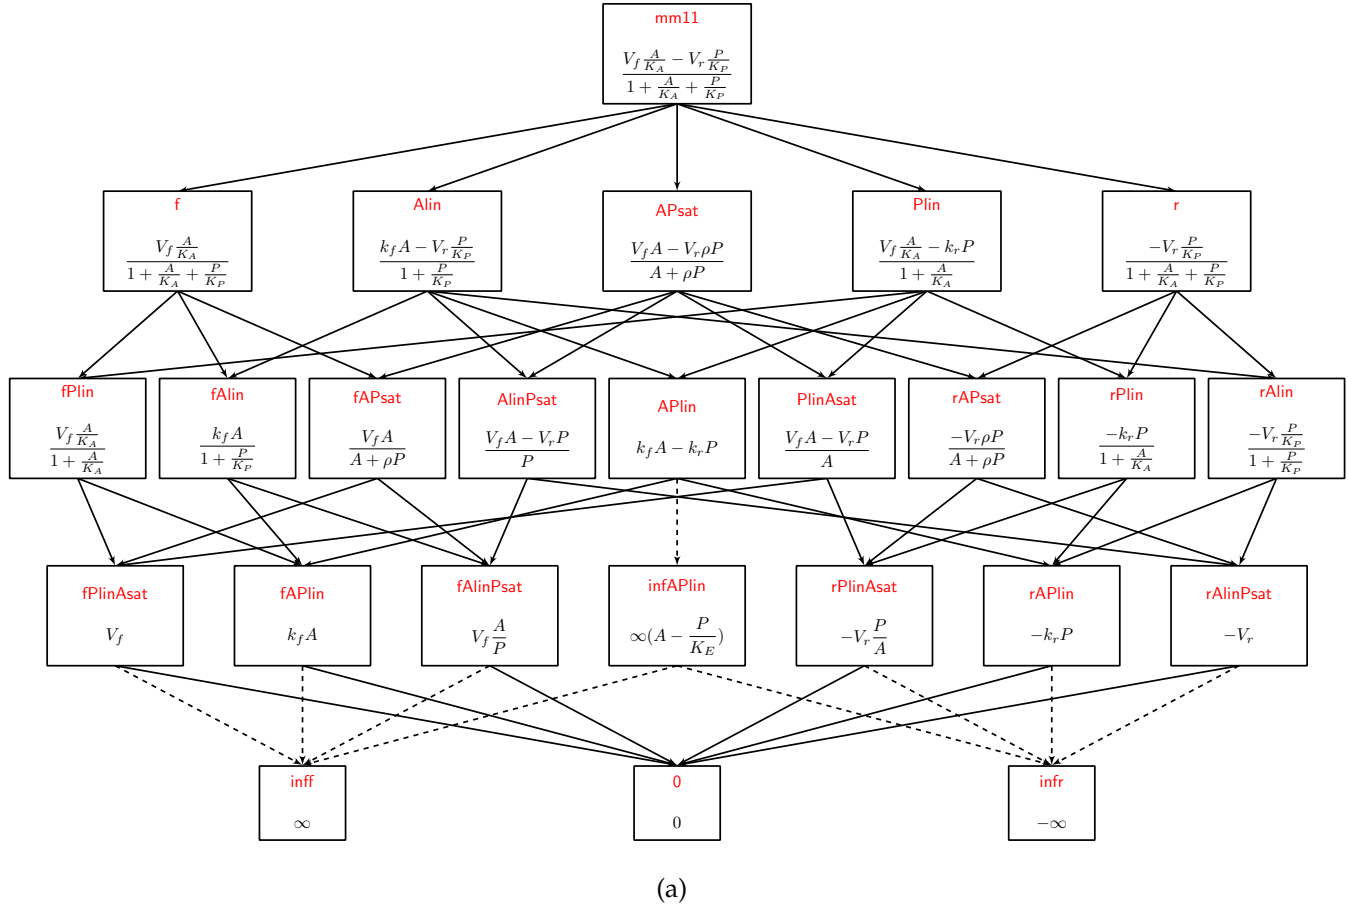 mm11
\frac{V_f \frac{A}{K_A} - V_r \frac{P}{K_P}}{1 + \frac{A}{K_A} + \frac{P}{K_P}}
f
\frac{V_f \frac{A}{K_A}}{1 + \frac{A}{K_A} + \frac{P}{K_P}}
Alin
\frac{k_f A - V_r \frac{P}{K_P}}{1 + \frac{P}{K_P}}
APsat
\frac{V_f A - V_r \rho P}{A + \rho P}
Plin
\frac{V_f \frac{A}{K_A} - k_r P}{1 + \frac{A}{K_A}}
r
\frac{-V_r \frac{P}{K_P}}{1 + \frac{A}{K_A} + \frac{P}{K_P}}
fPlin
\frac{V_f \frac{A}{K_A}}{1 + \frac{A}{K_A}}
fAlin
\frac{k_f A}{1 + \frac{P}{K_P}}
fAPsat
\frac{V_f A}{A + \rho P}
AlinPsat
\frac{V_f A - V_r P}{P}
APlin
k_f A - k_r P
PlinAsat
\frac{V_f A - V_r P}{A}
rAPsat
\frac{-V_r \rho P}{A + \rho P}
rPlin
\frac{-k_r P}{1 + \frac{A}{K_A}}
rAlin
\frac{-V_r \frac{P}{K_P}}{1 + \frac{P}{K_P}}
fPlinAsat
V_f
fAPlin
k_f A
fAlinPsat
V_f \frac{A}{P}
infAPlin
\infty(A - \frac{P}{K_E})
rPlinAsat
-V_r \frac{P}{A}
rAPlin
-k_r P
rAlinPsat
-V_r
inff
∞
0
0
infr
−∞
(a)